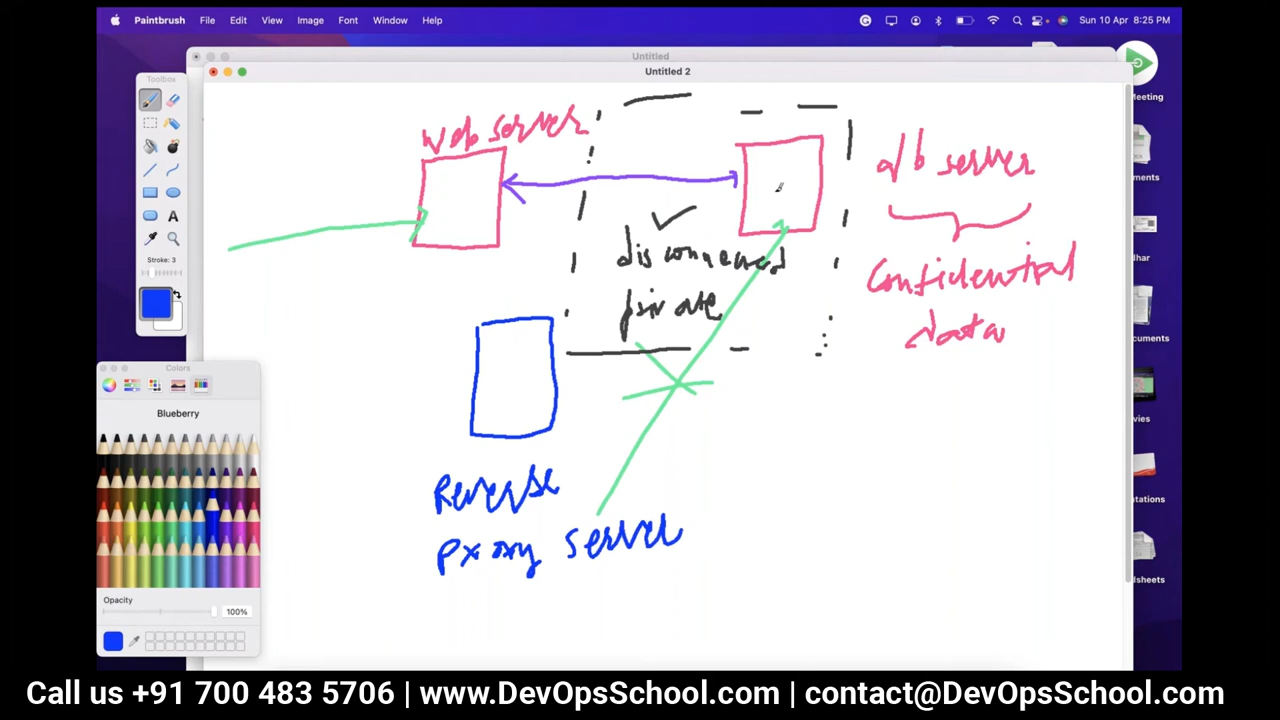 Paintbrush File Edit View Image Font Window Help
Sun 10 Apr 8:25 PM
Untitled
Untitled 2
Toolbox
Meeting
web server
d/b server
disconnected
private
Confidential
data
Stroke: 3
Colors
Blueberry
Reverse
proxy server
Opacity
100%
Call us +91 700 483 5706 | www.DevOpsSchool.com | contact@DevOpsSchool.com